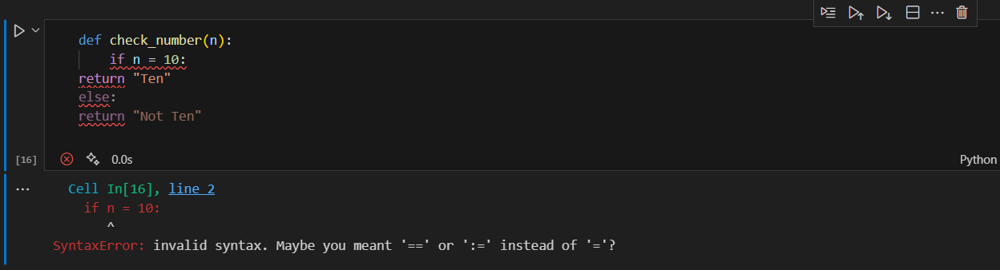 def check_number(n):
    if n = 10:
return "Ten"
else:
return "Not Ten"
[16]
0.0s
Python
Cell In[16], line 2
    if n = 10:
       ^
SyntaxError: invalid syntax. Maybe you meant '==' or ':=' instead of '='?